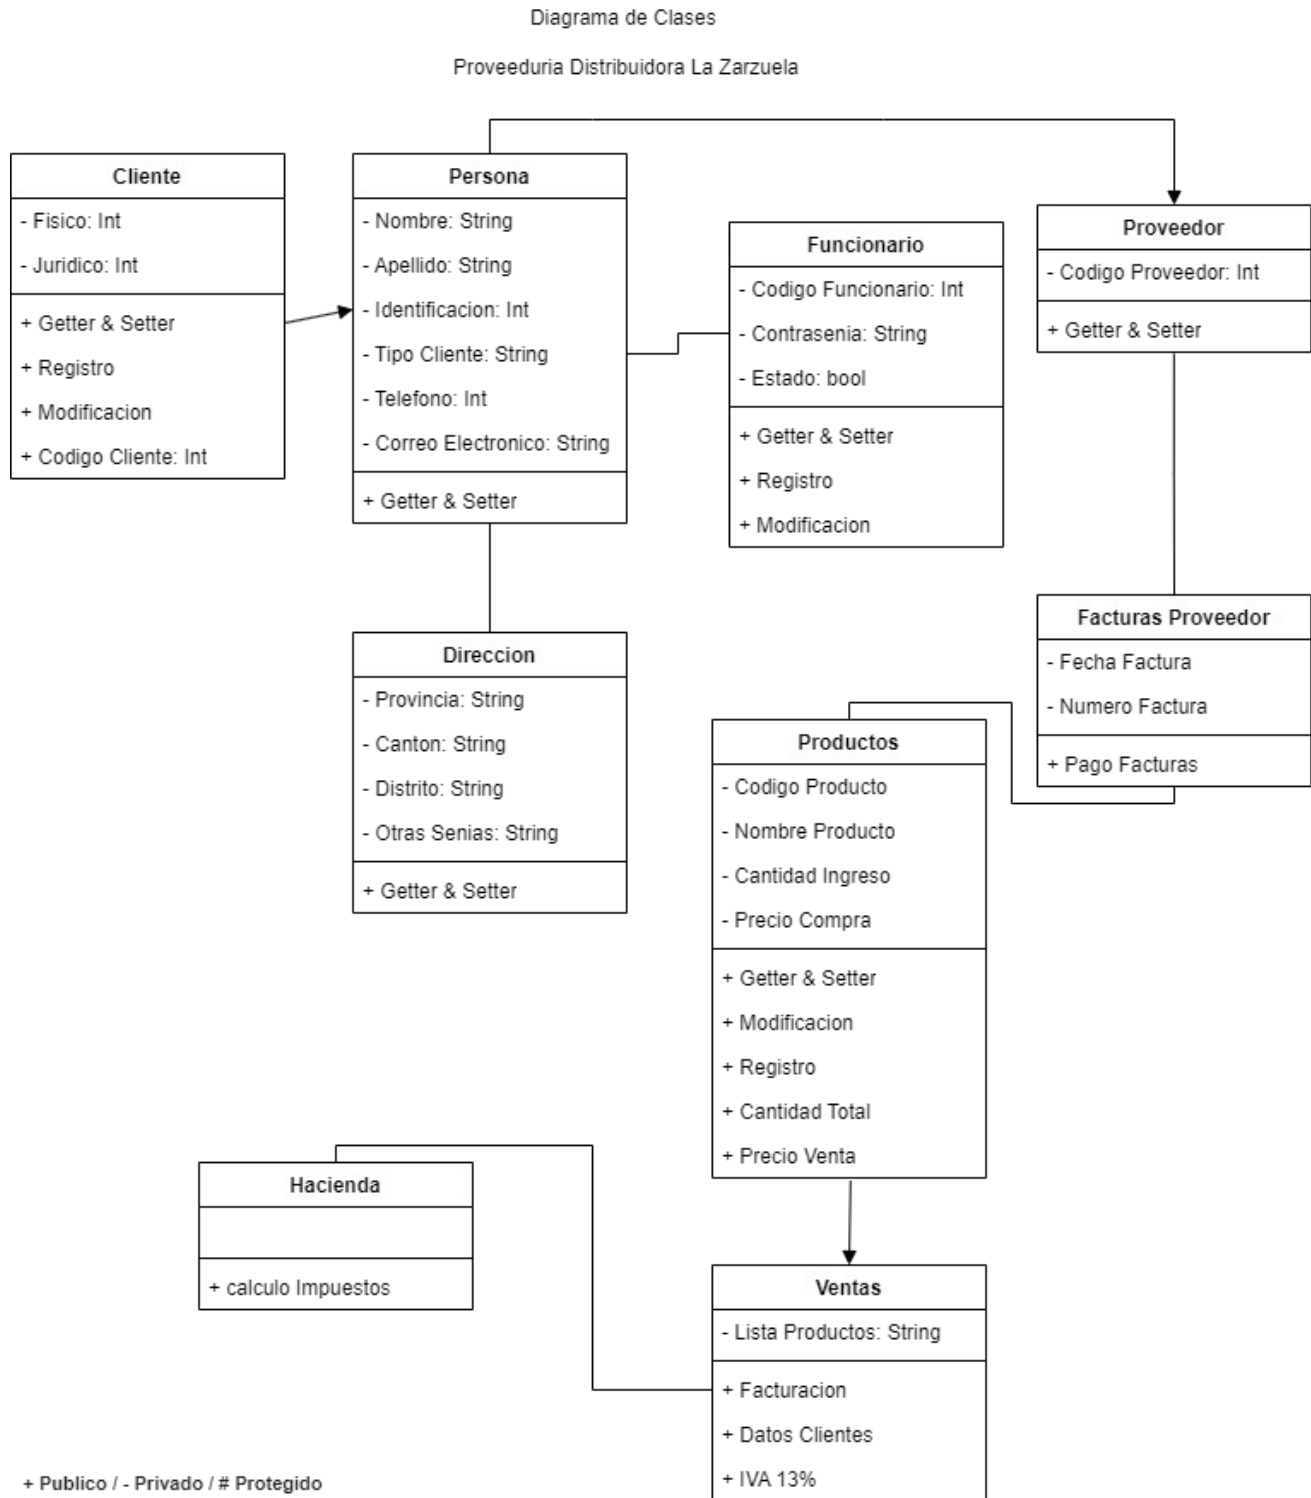 Diagrama de Clases
Proveeduria Distribuidora La Zarzuela
Cliente
- Fisico: Int
- Juridico: Int
+ Getter & Setter
+ Registro
+ Modificacion
+ Codigo Cliente: Int
Persona
- Nombre: String
- Apellido: String
- Identificacion: Int
- Tipo Cliente: String
- Telefono: Int
- Correo Electronico: String
+ Getter & Setter
Funcionario
- Codigo Funcionario: Int
- Contrasenia: String
- Estado: bool
+ Getter & Setter
+ Registro
+ Modificacion
Proveedor
- Codigo Proveedor: Int
+ Getter & Setter
Direccion
- Provincia: String
- Canton: String
- Distrito: String
- Otras Senias: String
+ Getter & Setter
Facturas Proveedor
- Fecha Factura
- Numero Factura
+ Pago Facturas
Productos
- Codigo Producto
- Nombre Producto
- Cantidad Ingreso
- Precio Compra
+ Getter & Setter
+ Modificacion
+ Registro
+ Cantidad Total
+ Precio Venta
Hacienda
+ calculo Impuestos
Ventas
- Lista Productos: String
+ Facturacion
+ Datos Clientes
+ IVA 13%
+ Publico / - Privado / # Protegido